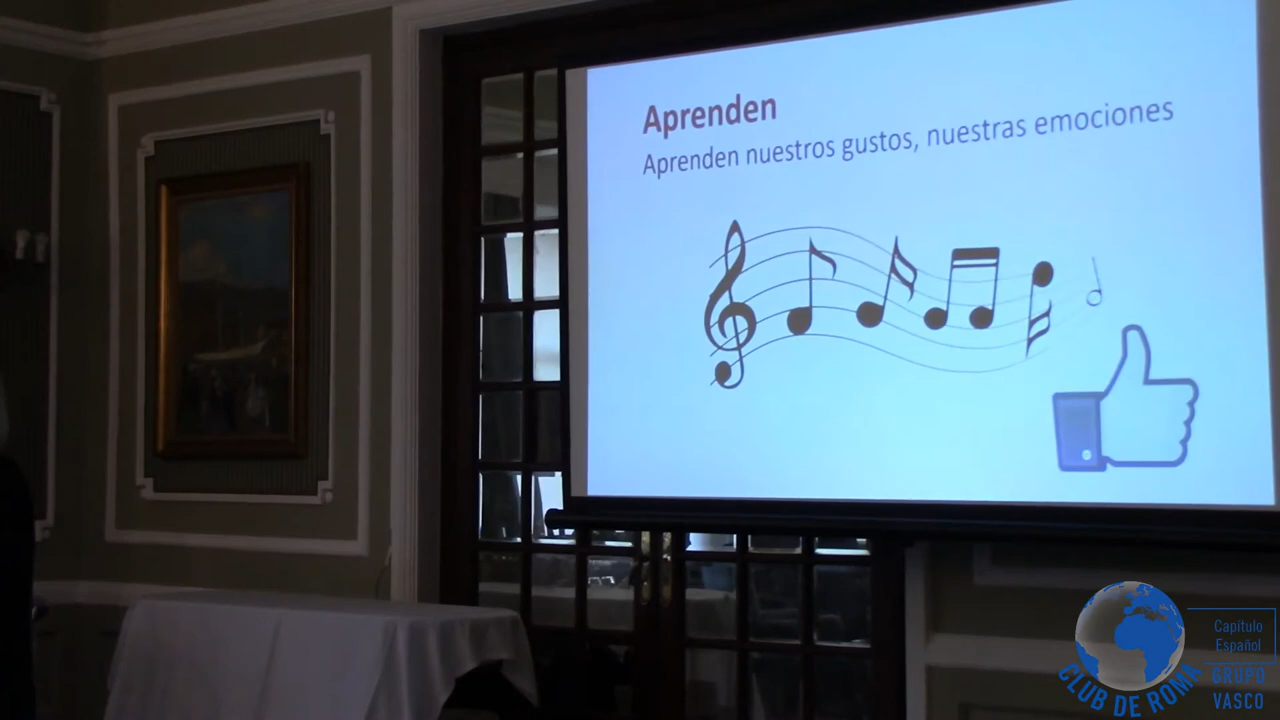 Aprenden
Aprenden nuestros gustos, nuestras emociones
Capítulo
Español
GRUPO
VASCO
CLUB DE ROMA